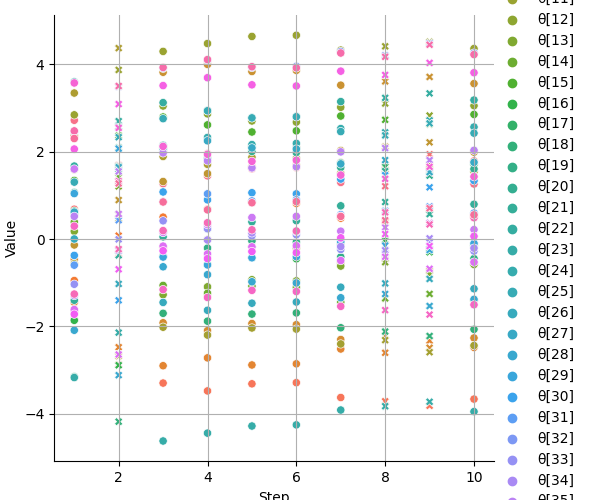 θ[11]
θ[12]
θ[13]
θ[14]
θ[15]
θ[16]
θ[17]
θ[18]
θ[19]
θ[20]
θ[21]
θ[22]
θ[23]
θ[24]
θ[25]
θ[26]
θ[27]
θ[28]
θ[29]
θ[30]
θ[31]
θ[32]
θ[33]
θ[34]
θ[35]
Value
4
2
0
−2
−4
2
4
6
8
10
Step